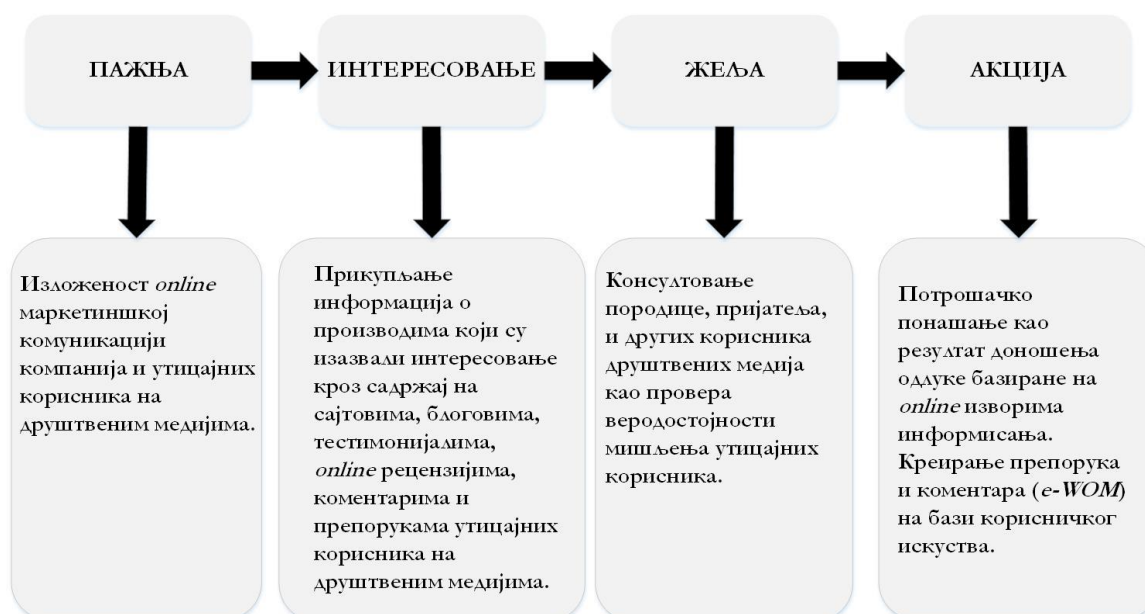 ПАЖЊА
ИНТЕРЕСОВАЊЕ
ЖЕЉА
АКЦИЈА
Изложеност online
маркетиншкој
комуникацији
компанија и утицајних
корисника на
друштвеним медијима.
Прикупљање
информација о
производима који су
изазвали интересовање
кроз садржај на
сајтовима, блоговима,
тестимонијалима,
online рецензијима,
коментарима и
препорукама утицајних
корисника на
друштвеним медијима.
Консултовање
породице, пријатеља,
и других корисника
друштвених медија
као провера
веродостојности
мишљења утицајних
корисника.
Потрошачко
понашање као
резултат доношења
одлуке базиране на
online изворима
информисања.
Креирање препорука
и коментара (e-WOM)
на бази корисничког
искуства.